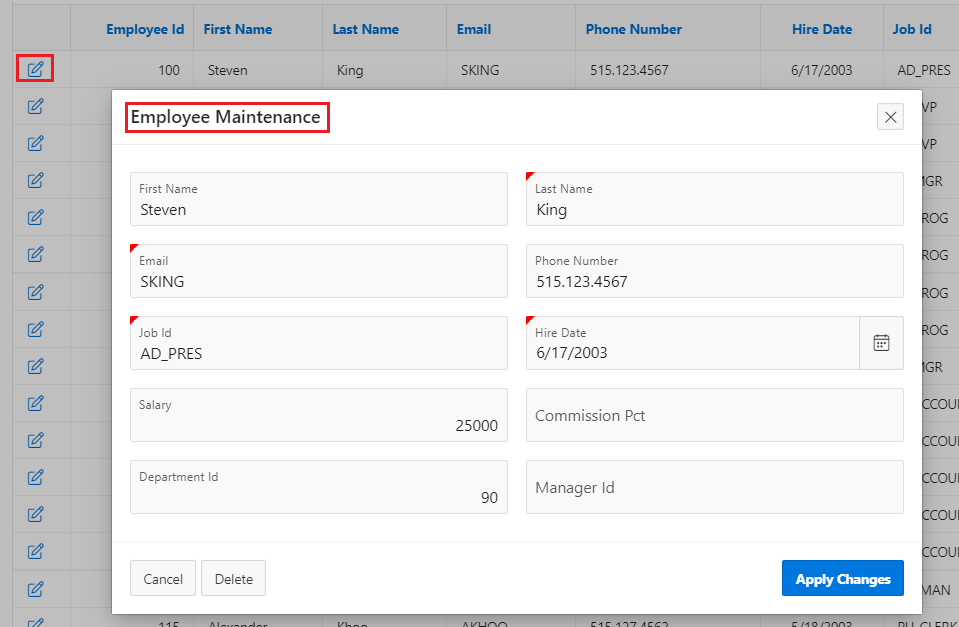 Employee Id First Name Last Name Email Phone Number Hire Date Job Id
100 Steven King SKING 515.123.4567 6/17/2003 AD_PRES
VP
Employee Maintenance
VP
First Name Last Name
MGR
Steven King
ROG
Email Phone Number
ROG
SKING 515.123.4567
ROG
Job Id Hire Date
ROG
AD_PRES 6/17/2003
MGR
Salary
CCOU
Commission Pct
25000
CCOU
Department Id
CCOU
Manager Id
90
CCOU
CCOU
Cancel Delete Apply Changes
MAN
115 Alexander Khoo AKHOO 515.127.4562 5/18/2003 PU_CLERK